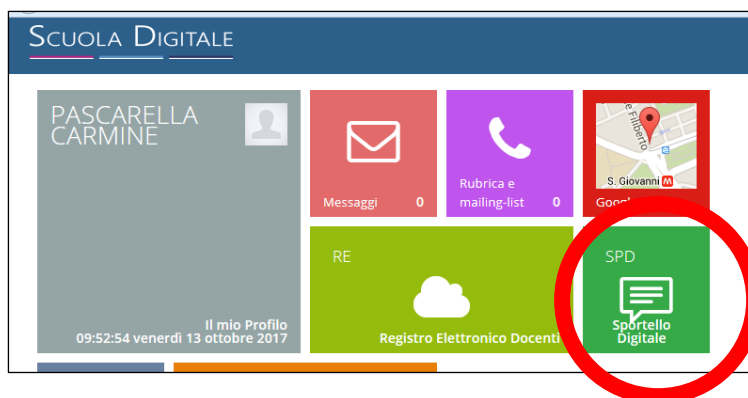 SCUOLA DIGITALE
PASCARELLA
CARMINE
Il mio Profilo
09:52:54 venerdì 13 ottobre 2017
Messaggi 0
Rubrica e
mailing-list 0
e Filiberto
S. Giovanni M
RE
Registro Elettronico Docenti
SPD
Sportello
Digitale